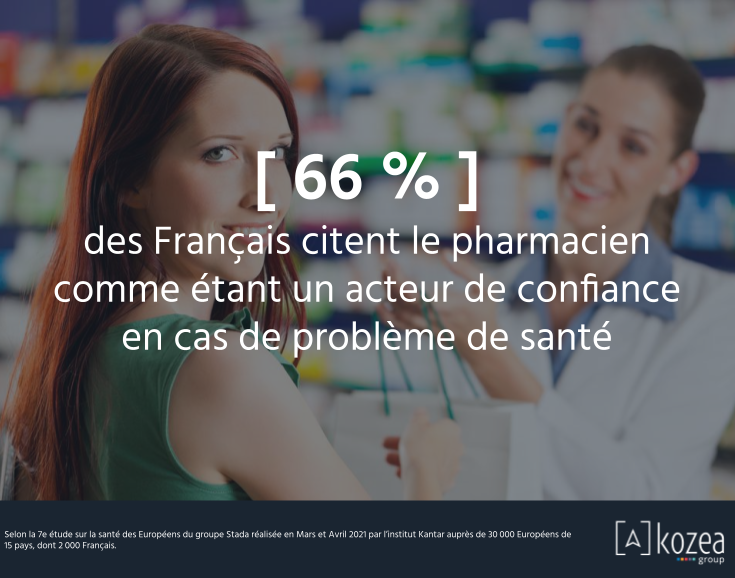 [ 66 % ]
des Français citent le pharmacien
comme étant un acteur de confiance
en cas de problème de santé
Selon la 7e étude sur la santé des Européens du groupe Stada réalisée en Mars et Avril 2021 par l'institut Kantar auprès de 30 000 Européens de
15 pays, dont 2 000 Français.
[A] kozea
group